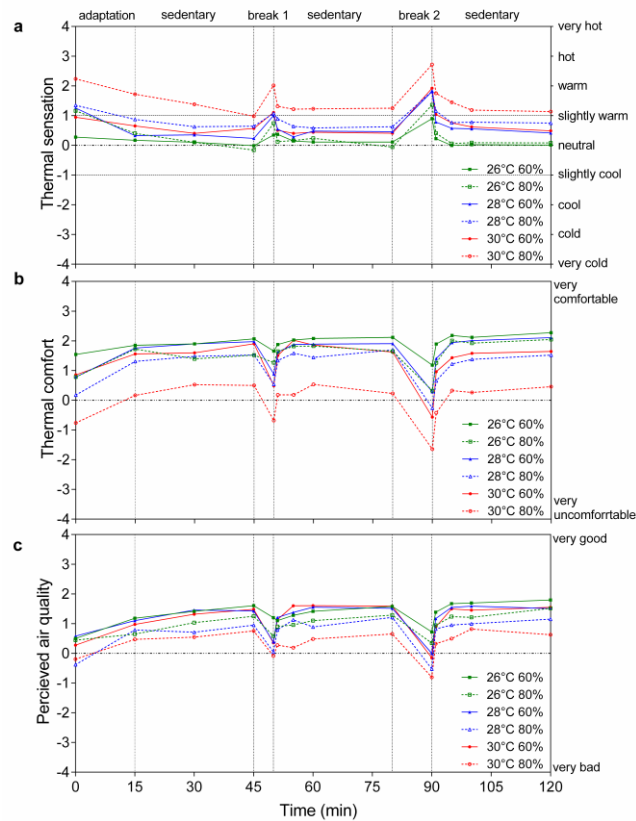 adaptation sedentary break 1 sedentary break 2 sedentary
a
4 very hot
3 hot
2 warm
1 slightly warm
0 neutral
-1 slightly cool
-2 cool
-3 cold
-4 very cold
Thermal sensation
26°C 60%
26°C 80%
28°C 60%
28°C 80%
30°C 60%
30°C 80%
b
4 very
comfortable
3
2
1
0
-1
-2
-3
-4
very
uncomforrtable
Thermal comfort
26°C 60%
26°C 80%
28°C 60%
28°C 80%
30°C 60%
30°C 80%
c
4 very good
3
2
1
0
-1
-2
-3
-4 very bad
Percieved air quality
26°C 60%
26°C 80%
28°C 60%
28°C 80%
30°C 60%
30°C 80%
0 15 30 45 60 75 90 105 120
Time (min)